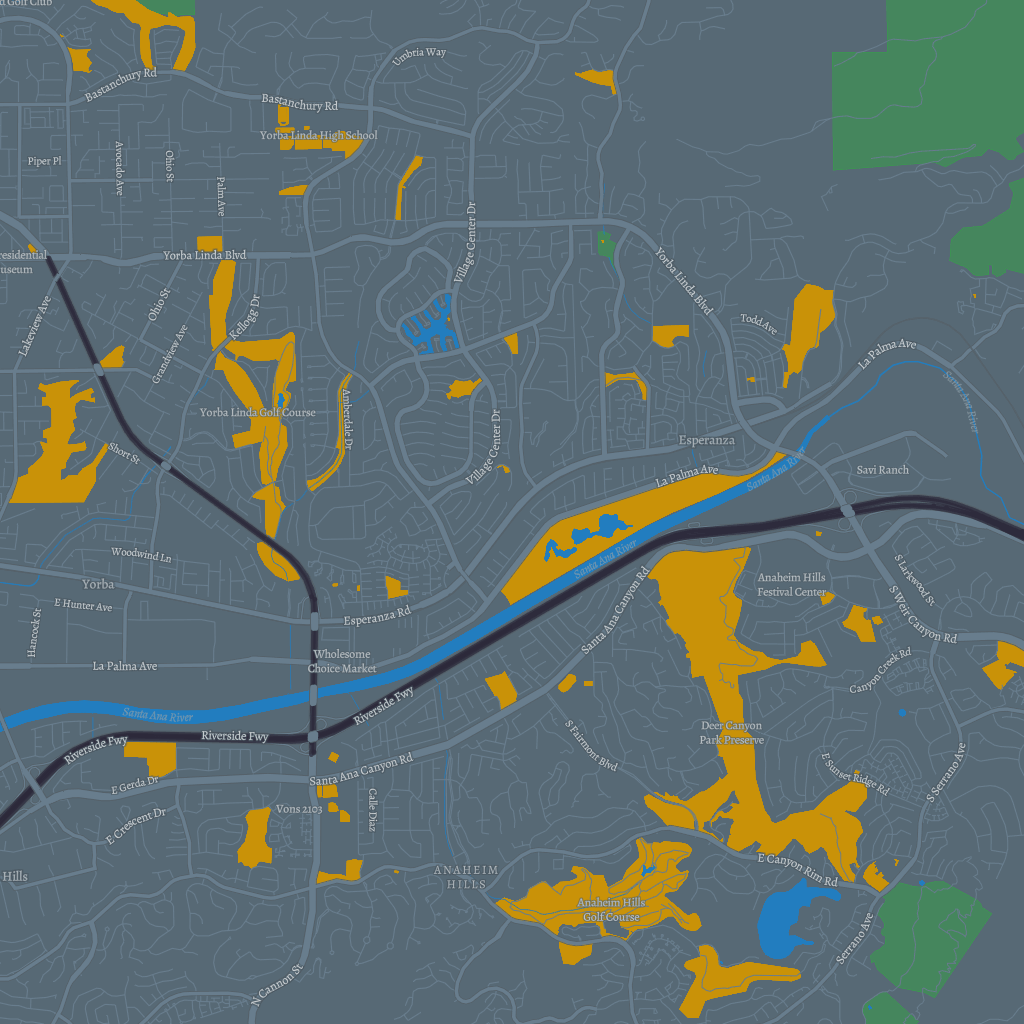 d Golf Club
Umbria Way
Bastanchury Rd
Bastanchury Rd
Yorba Linda High School
Piper Pl
Avocado Ave
Ohio St
Palm Ave
Village Center Dr
residential
useum
Yorba Linda Blvd
Yorba Linda Blvd
Lakeview Ave
Ohio St
Kellogg Dr
Grandview Ave
Todd Ave
La Palma Ave
Santa Ana River
Yorba Linda Golf Course
Amberdale Dr
Village Center Dr
Esperanza
Short St
La Palma Ave
Santa Ana River
Savi Ranch
Woodwind Ln
Santa Ana River
Yorba
E Hunter Ave
Esperanza Rd
Hancock St
Santa Ana Canyon Rd
Anaheim Hills
Festival Center
S Larkwood St
S Weir Canyon Rd
Wholesome
Choice Market
La Palma Ave
Canyon Creek Rd
Santa Ana River
Riverside Fwy
Riverside Fwy
Riverside Fwy
Deer Canyon
Park Preserve
S Fairmont Blvd
Santa Ana Canyon Rd
E Gerda Dr
E Sunset Ridge Rd
S Serrano Ave
Vons 2103
Calle Diaz
E Crescent Dr
Hills
ANAHEIM
HILLS
E Canyon Rim Rd
Anaheim Hills
Golf Course
Serrano Ave
N Cannon St